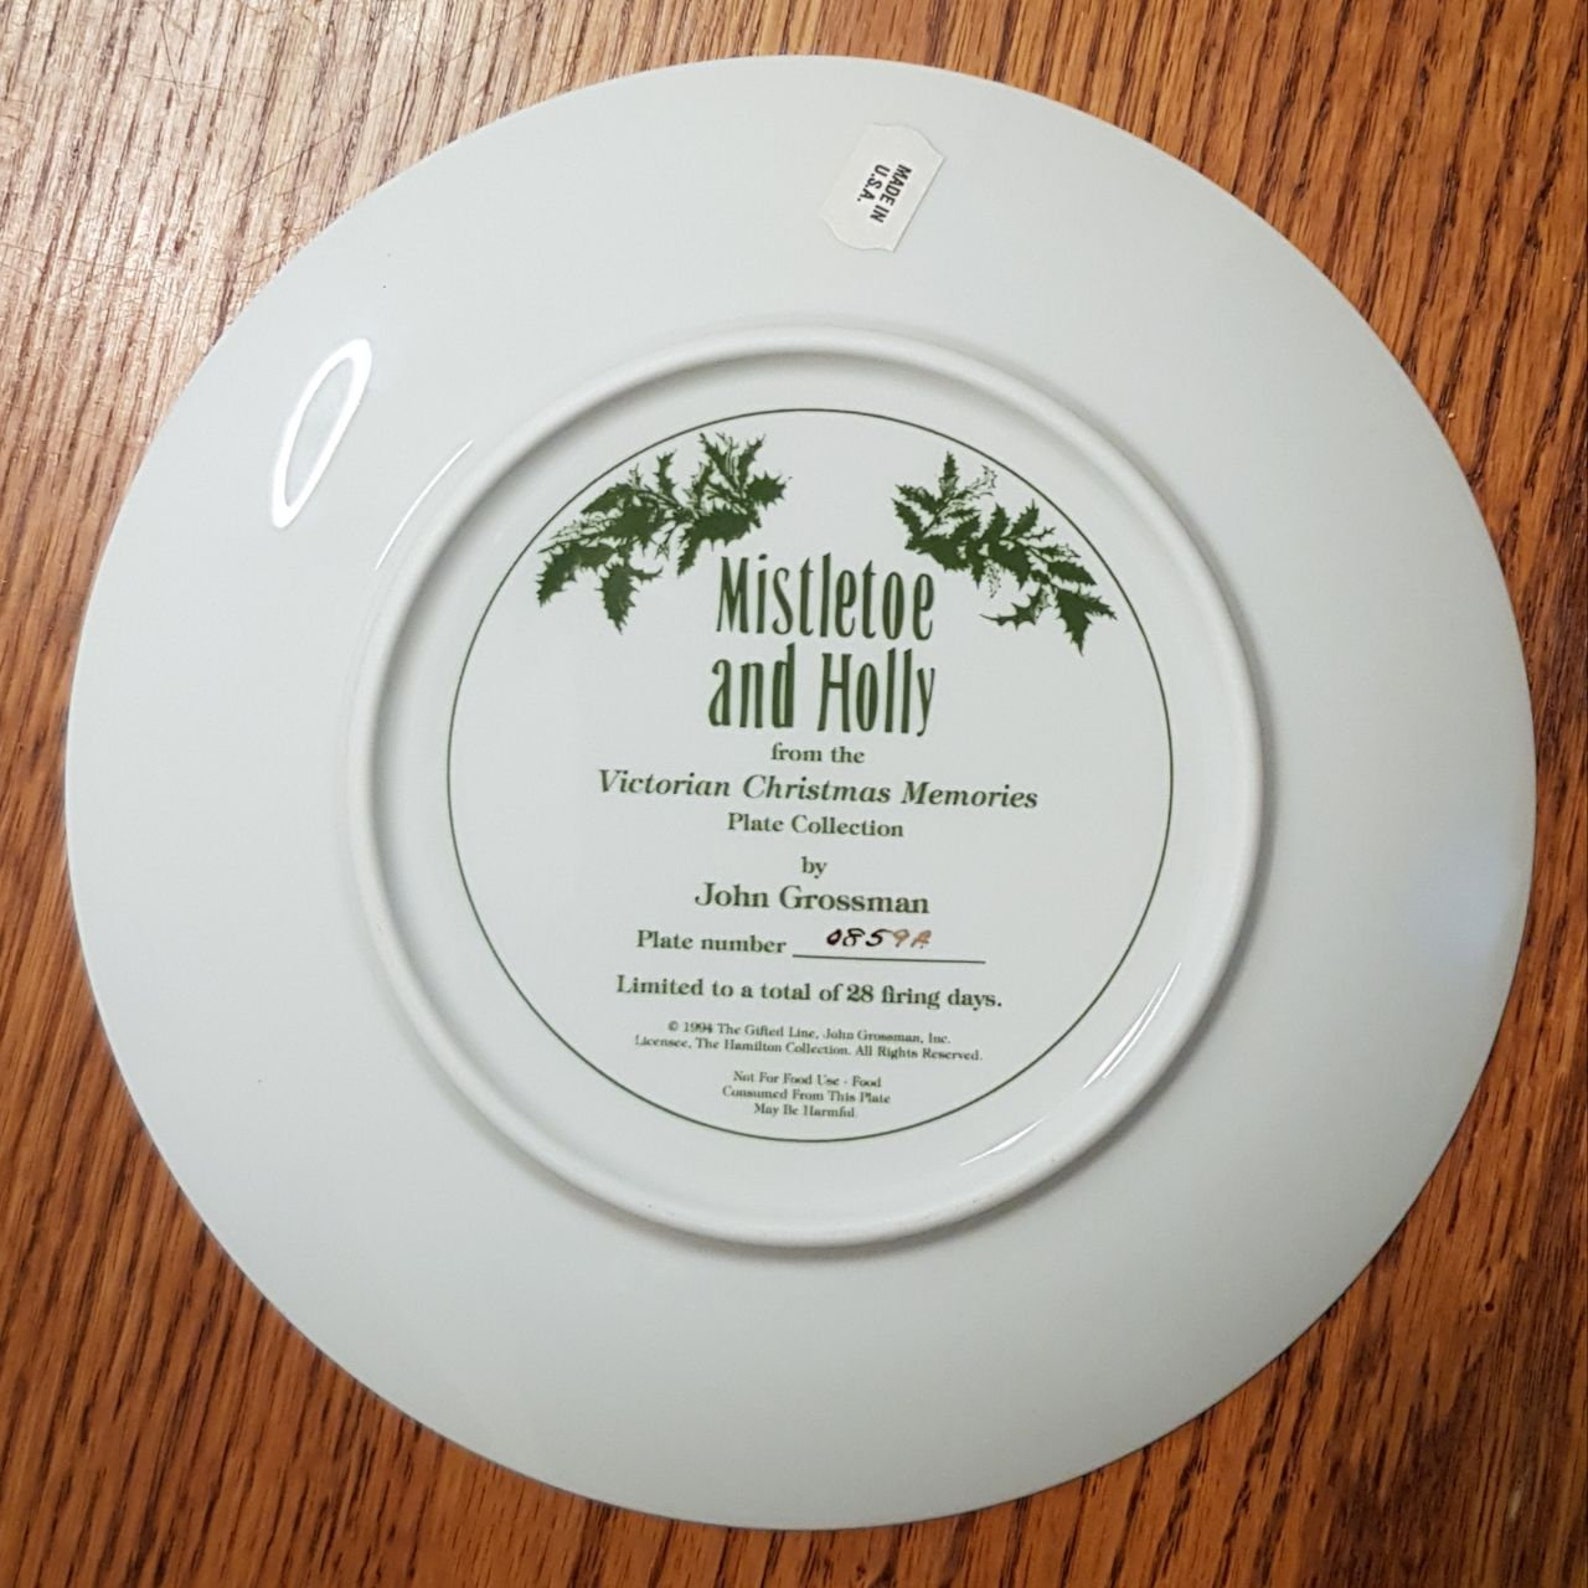 MADE IN
U.S.A.
Mistletoe
and Holly
from the
Victorian Christmas Memories
Plate Collection
by
John Grossman
Plate number 0859A
Limited to a total of 28 firing days.
© 1994 The Gifted Line, John Grossman, Inc.
Licensee, The Hamilton Collection. All Rights Reserved.
Not For Food Use · Food
Consumed From This Plate
May Be Harmful.